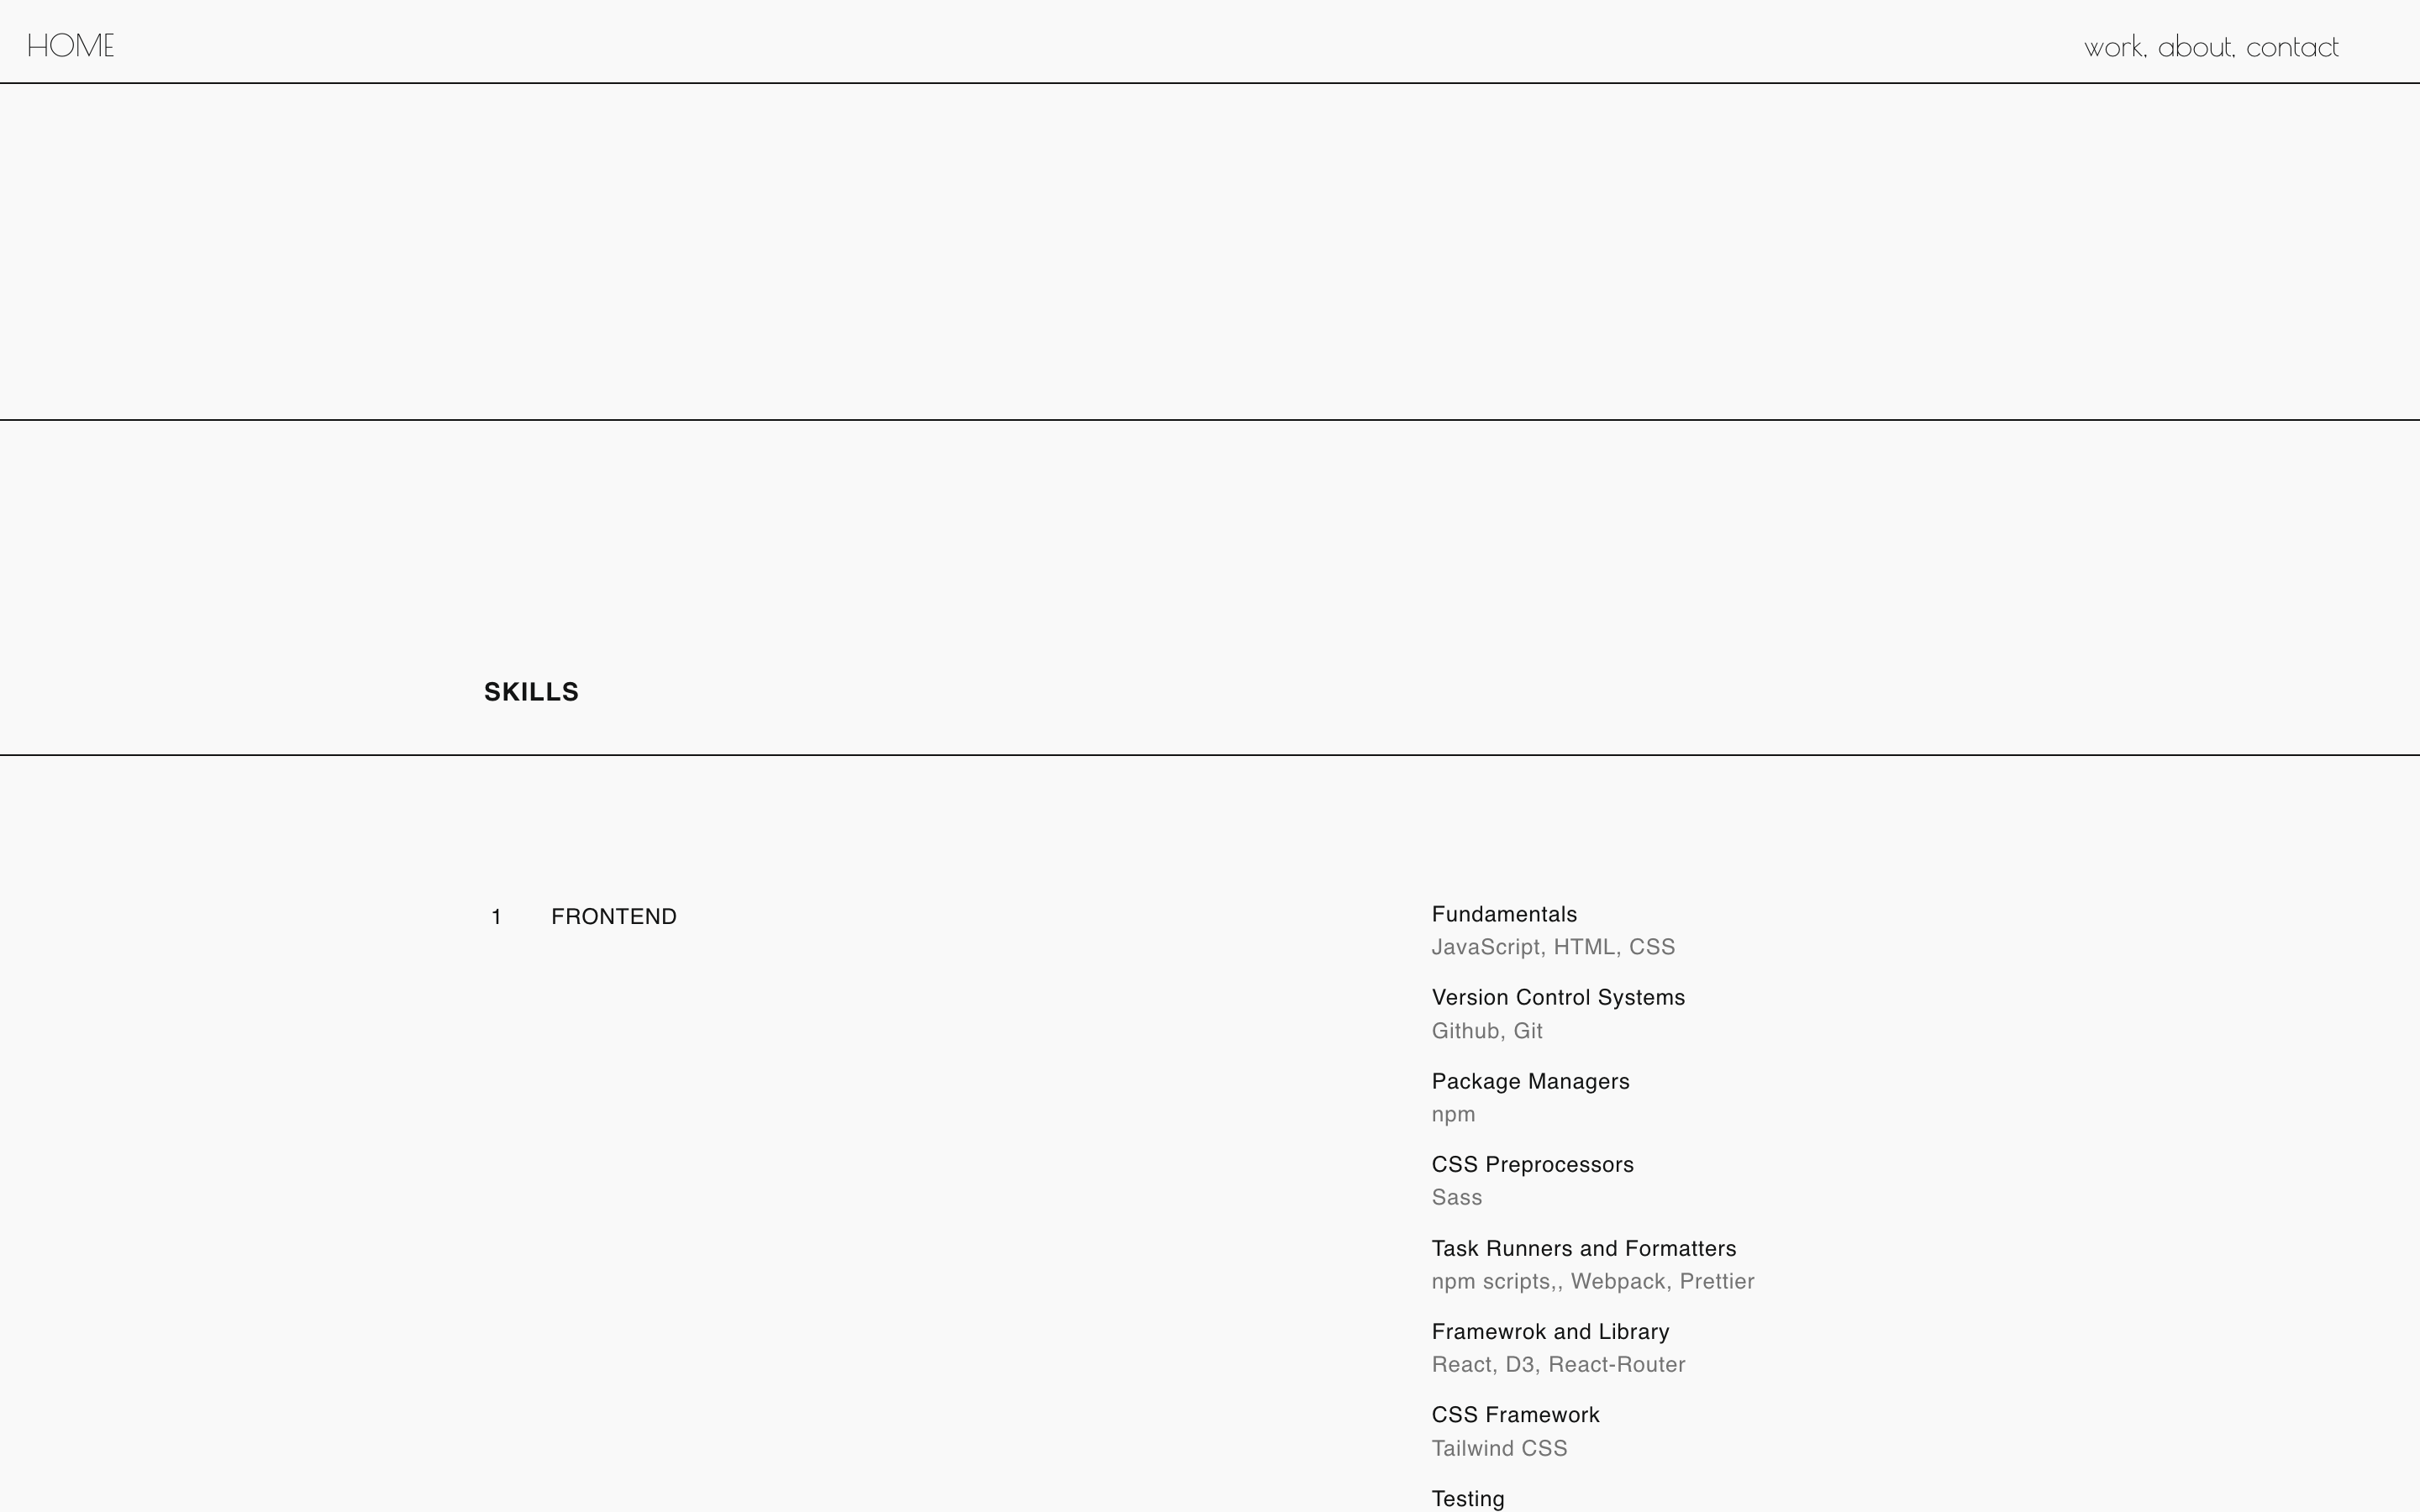 HOME
work, about, contact
SKILLS
1 FRONTEND
Fundamentals
JavaScript, HTML, CSS
Version Control Systems
Github, Git
Package Managers
npm
CSS Preprocessors
Sass
Task Runners and Formatters
npm scripts,, Webpack, Prettier
Framewrok and Library
React, D3, React-Router
CSS Framework
Tailwind CSS
Testing